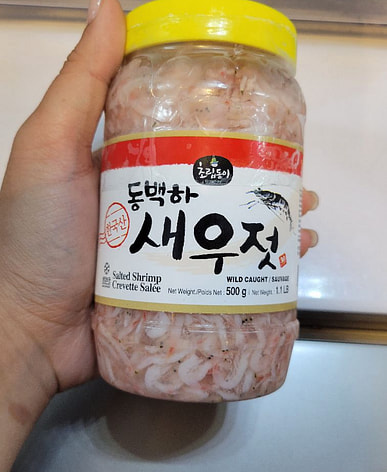 초립동이
동백하
한국산
새우젓
Salted Shrimp
Crevette Salée
WILD CAUGHT / SAUVAGE
Net Weight./Poids Net : 500 g ( Net Weight : 1.1 LB